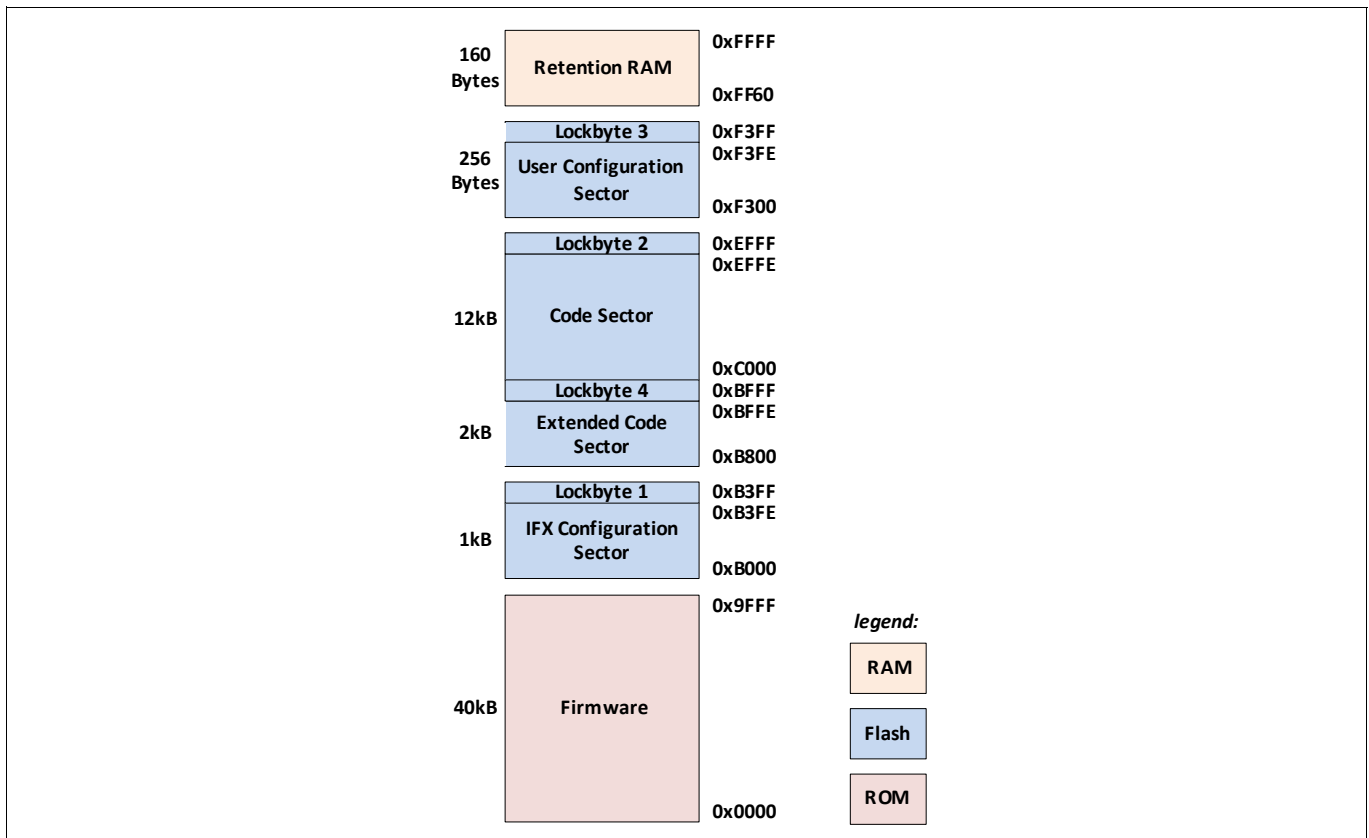 160
Bytes
Retention RAM
0xFFFF
0xFF60
256
Bytes
Lockbyte 3
User Configuration
Sector
0xF3FF
0xF3FE
0xF300
12kB
Lockbyte 2
Code Sector
0xEFFF
0xEFFE
0xC000
2kB
Lockbyte 4
Extended Code
Sector
0xBFFF
0xBFFE
0xB800
1kB
Lockbyte 1
IFX Configuration
Sector
0xB3FF
0xB3FE
0xB000
40kB
Firmware
0x9FFF
0x0000
legend:
RAM
Flash
ROM